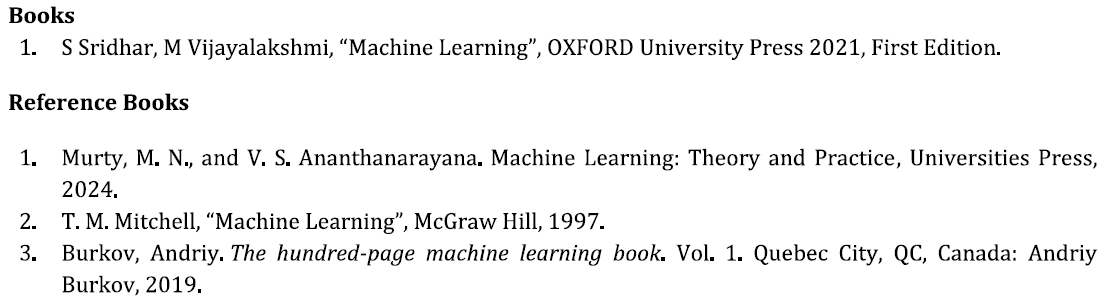 Books
1. S Sridhar, M Vijayalakshmi, “Machine Learning”, OXFORD University Press 2021, First Edition.
Reference Books
1. Murty, M. N., and V. S. Ananthanarayana. Machine Learning: Theory and Practice, Universities Press,
2024.
2. T. M. Mitchell, “Machine Learning”, McGraw Hill, 1997.
3. Burkov, Andriy. The hundred-page machine learning book. Vol. 1. Quebec City, QC, Canada: Andriy
Burkov, 2019.